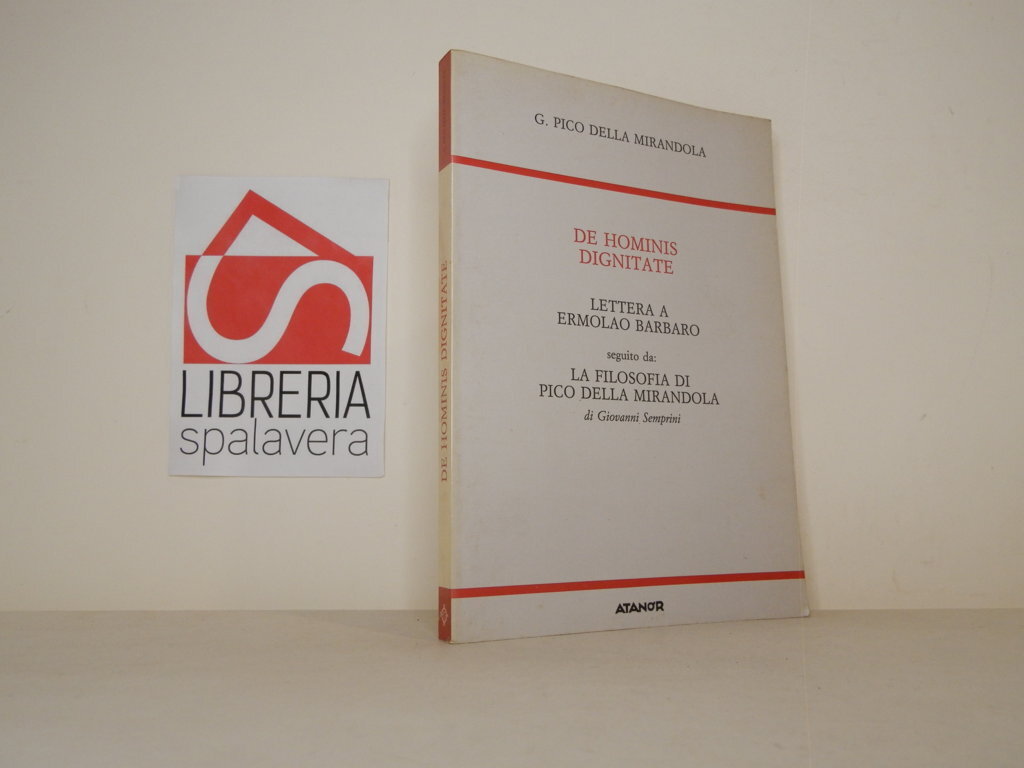 LIBRERIA
spalavera
DE HOMINIS DIGNITATE
G. PICO DELLA MIRANDOLA
DE HOMINIS
DIGNITATE
LETTERA A
ERMOLAO BARBARO
seguito da:
LA FILOSOFIA DI
PICO DELLA MIRANDOLA
di Giovanni Semprini
ATANÒR